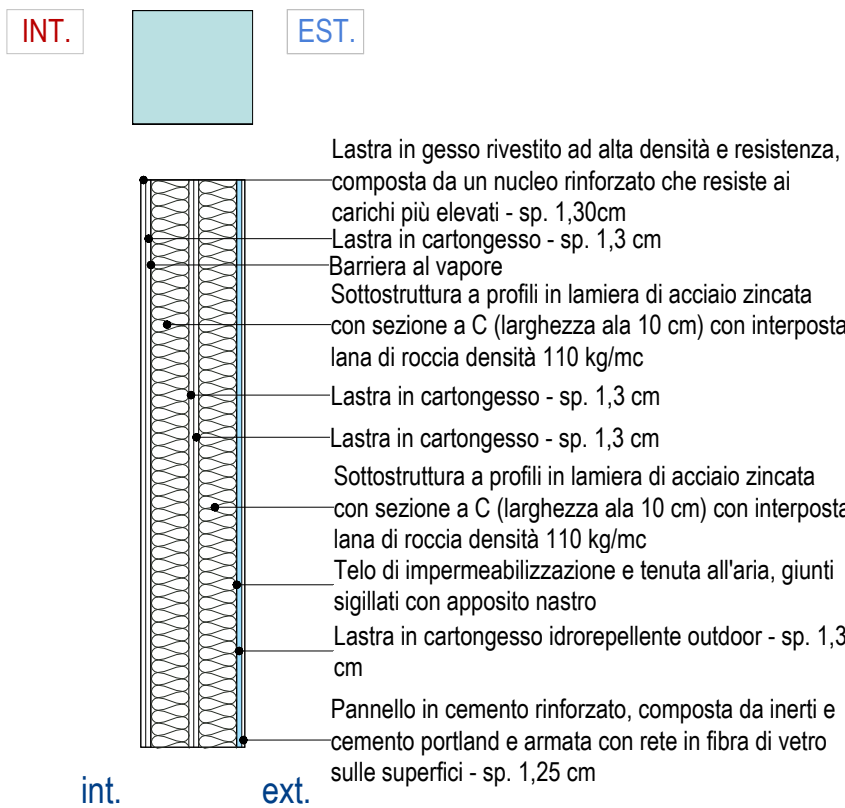 INT.
EST.
Lastra in gesso rivestito ad alta densità e resistenza,
composta da un nucleo rinforzato che resiste ai
carichi più elevati - sp. 1,30cm
Lastra in cartongesso - sp. 1,3 cm
Barriera al vapore
Sottostruttura a profili in lamiera di acciaio zincata
con sezione a C (larghezza ala 10 cm) con interposta
lana di roccia densità 110 kg/mc
Lastra in cartongesso - sp. 1,3 cm
Lastra in cartongesso - sp. 1,3 cm
Sottostruttura a profili in lamiera di acciaio zincata
con sezione a C (larghezza ala 10 cm) con interposta
lana di roccia densità 110 kg/mc
Telo di impermeabilizzazione e tenuta all'aria, giunti
sigillati con apposito nastro
Lastra in cartongesso idrorepellente outdoor - sp. 1,3
cm
Pannello in cemento rinforzato, composta da inerti e
cemento portland e armata con rete in fibra di vetro
sulle superfici - sp. 1,25 cm
int.
ext.